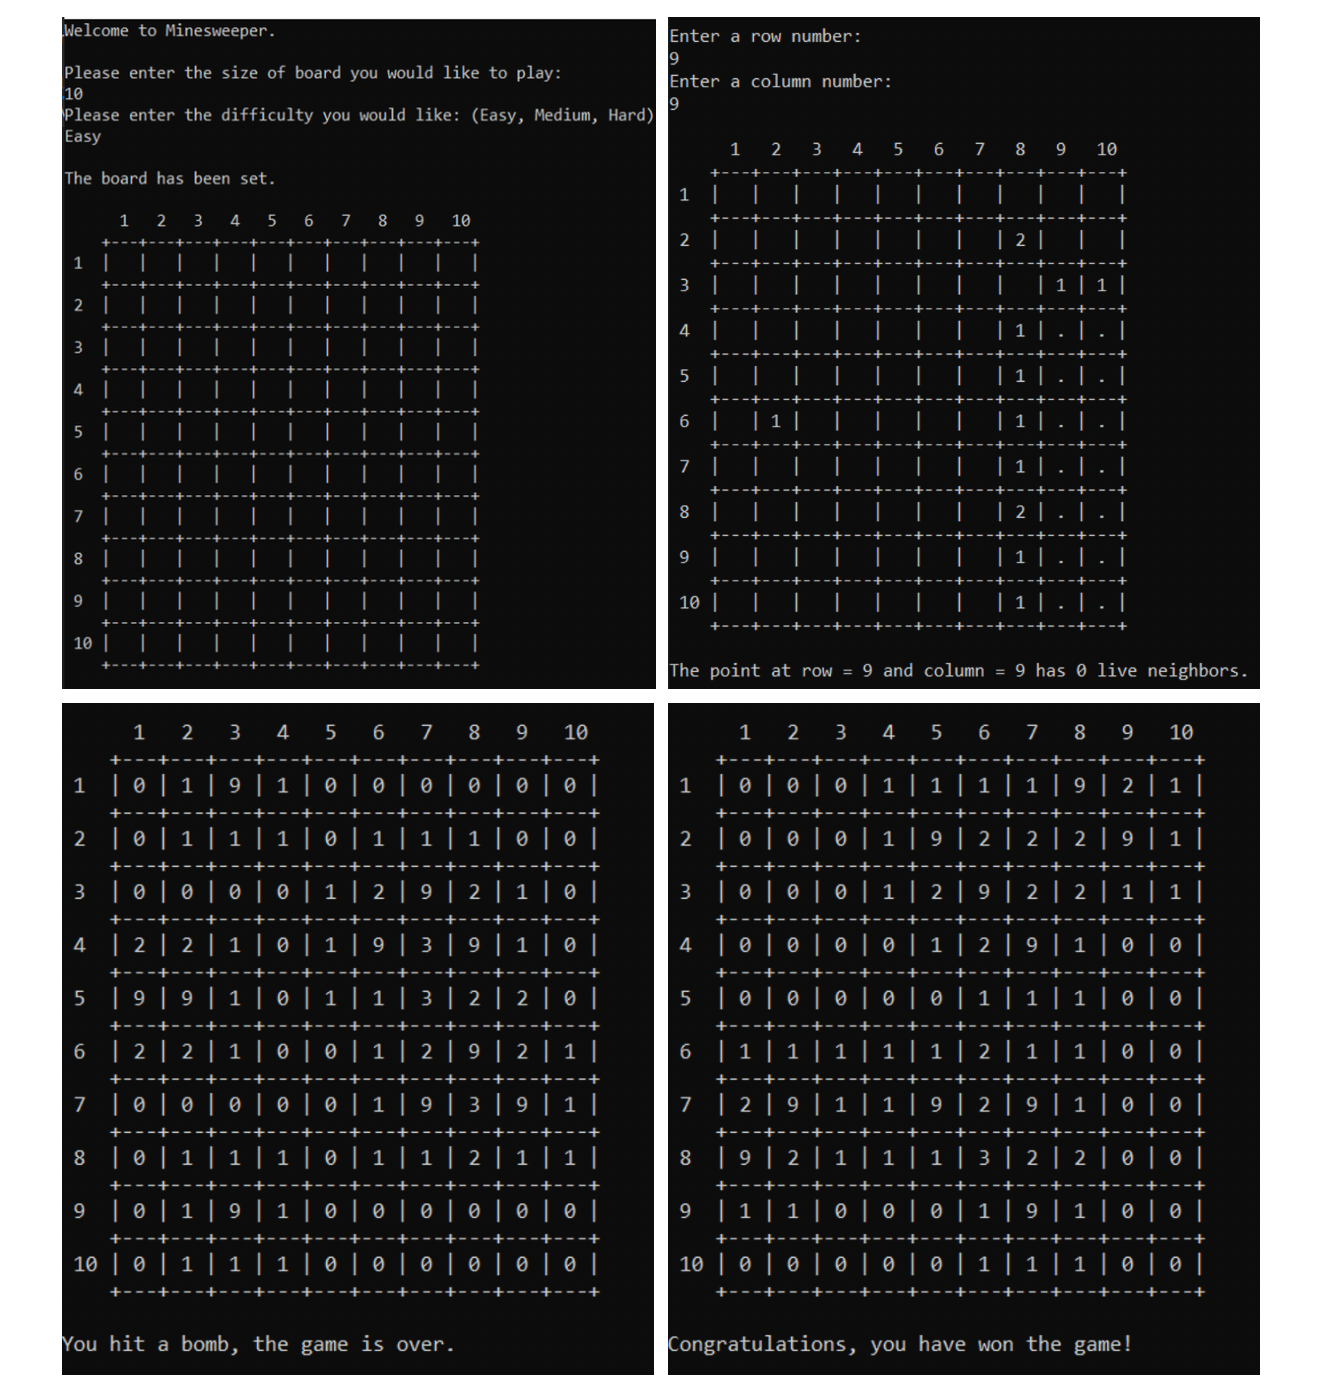 Welcome to Minesweeper.
Please enter the size of board you would like to play:
10
Please enter the difficulty you would like: (Easy, Medium, Hard)
Easy
The board has been set.
1 2 3 4 5 6 7 8 9 10
1
2
3
4
5
6
7
8
9
10
Enter a row number:
9
Enter a column number:
9
1 2 3 4 5 6 7 8 9 10
1 | | | | | | | | | | |
2 | | | | | | | | 2 | | |
3 | | | | | | | | | 1 | 1 |
4 | | | | | | | | 1 | . | . |
5 | | | | | | | | 1 | . | . |
6 | | 1 | | | | | | 1 | . | . |
7 | | | | | | | | 1 | . | . |
8 | | | | | | | | 2 | . | . |
9 | | | | | | | | 1 | . | . |
10 | | | | | | | | 1 | . | . |
The point at row = 9 and column = 9 has 0 live neighbors.
1 2 3 4 5 6 7 8 9 10
1 | 0 | 1 | 9 | 1 | 0 | 0 | 0 | 0 | 0 | 0 |
2 | 0 | 1 | 1 | 1 | 0 | 1 | 1 | 1 | 0 | 0 |
3 | 0 | 0 | 0 | 0 | 1 | 2 | 9 | 2 | 1 | 0 |
4 | 2 | 2 | 1 | 0 | 1 | 9 | 3 | 9 | 1 | 0 |
5 | 9 | 9 | 1 | 0 | 1 | 1 | 3 | 2 | 2 | 0 |
6 | 2 | 2 | 1 | 0 | 0 | 1 | 2 | 9 | 2 | 1 |
7 | 0 | 0 | 0 | 0 | 0 | 1 | 9 | 3 | 9 | 1 |
8 | 0 | 1 | 1 | 1 | 0 | 1 | 1 | 2 | 1 | 1 |
9 | 0 | 1 | 9 | 1 | 0 | 0 | 0 | 0 | 0 | 0 |
10 | 0 | 1 | 1 | 1 | 0 | 0 | 0 | 0 | 0 | 0 |
You hit a bomb, the game is over.
1 2 3 4 5 6 7 8 9 10
1 | 0 | 0 | 0 | 1 | 1 | 1 | 1 | 9 | 2 | 1 |
2 | 0 | 0 | 0 | 1 | 9 | 2 | 2 | 2 | 9 | 1 |
3 | 0 | 0 | 0 | 1 | 2 | 9 | 2 | 2 | 1 | 1 |
4 | 0 | 0 | 0 | 0 | 1 | 2 | 9 | 1 | 0 | 0 |
5 | 0 | 0 | 0 | 0 | 0 | 1 | 1 | 1 | 0 | 0 |
6 | 1 | 1 | 1 | 1 | 1 | 2 | 1 | 1 | 0 | 0 |
7 | 2 | 9 | 1 | 1 | 9 | 2 | 9 | 1 | 0 | 0 |
8 | 9 | 2 | 1 | 1 | 1 | 3 | 2 | 2 | 0 | 0 |
9 | 1 | 1 | 0 | 0 | 0 | 1 | 9 | 1 | 0 | 0 |
10 | 0 | 0 | 0 | 0 | 0 | 1 | 1 | 1 | 0 | 0 |
Congratulations, you have won the game!